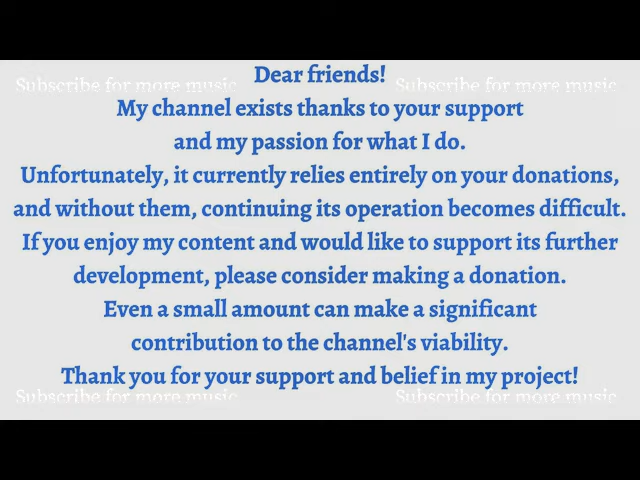 Subscribe for more music
Subscribe for more music
Dear friends!
My channel exists thanks to your support
and my passion for what I do.
Unfortunately, it currently relies entirely on your donations,
and without them, continuing its operation becomes difficult.
If you enjoy my content and would like to support its further
development, please consider making a donation.
Even a small amount can make a significant
contribution to the channel's viability.
Thank you for your support and belief in my project!
Subscribe for more music
Subscribe for more music